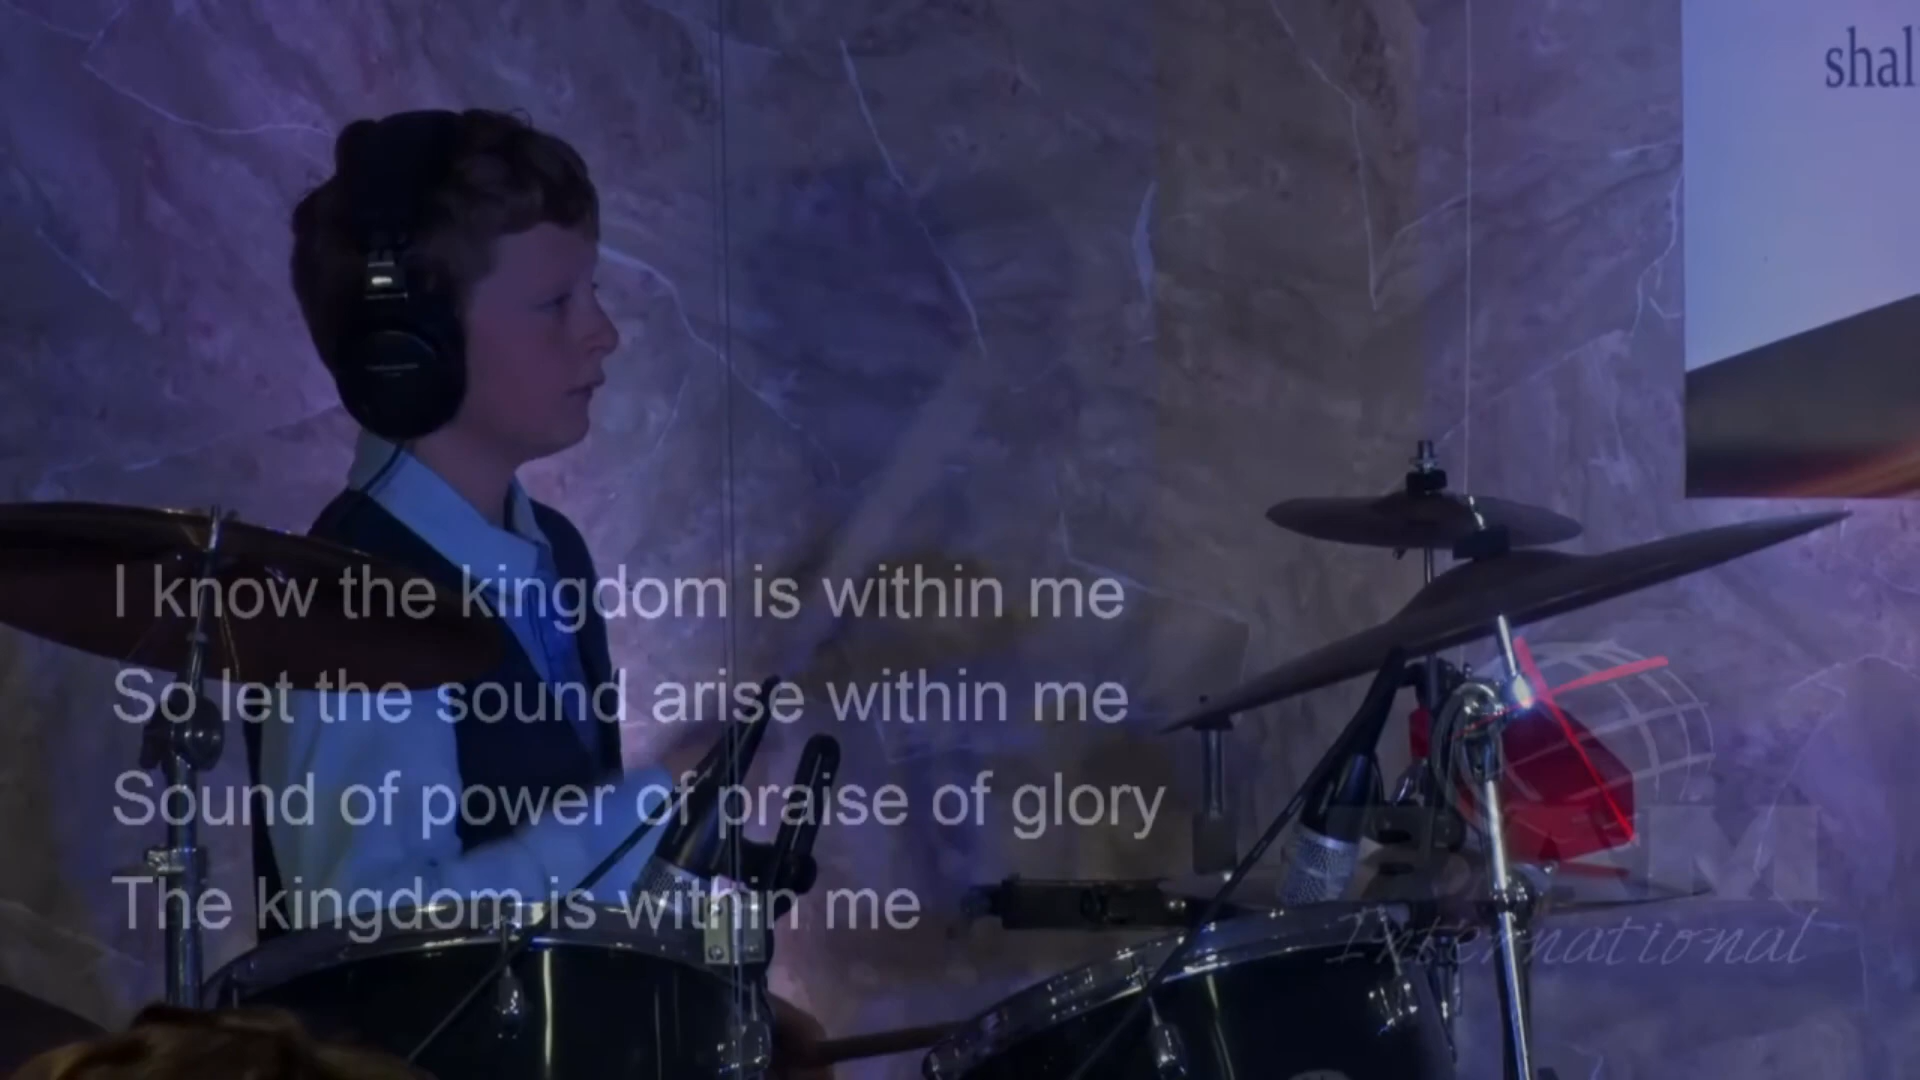 shal
I know the kingdom is within me
So let the sound arise within me
Sound of power of praise of glory
The kingdom is within me
International